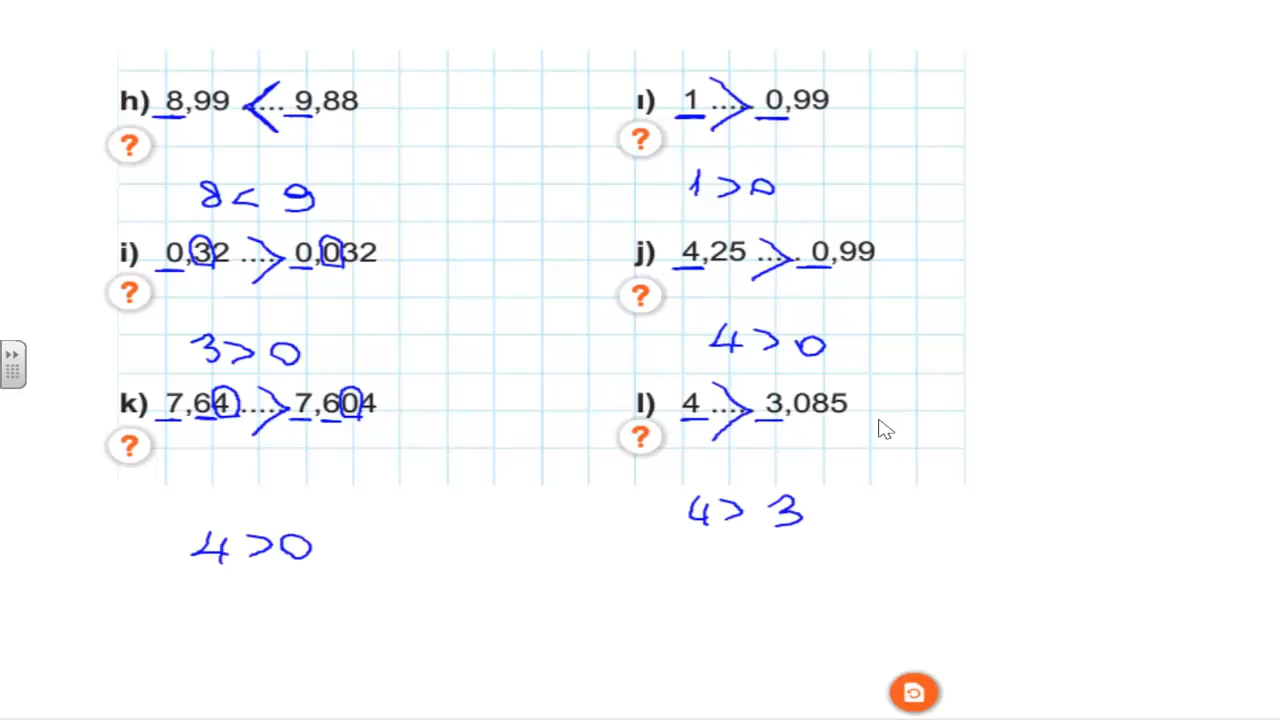 h) 8,99 <.... 9,88
ı) 1 ....> 0,99
?
?
8 < 9
1 > 0
i) 0,32 ....> 0,032
j) 4,25 ....> 0,99
?
?
3 > 0
4 > 0
k) 7,64 ....> 7,604
l) 4 ....> 3,085
?
?
4 > 3
4 > 0